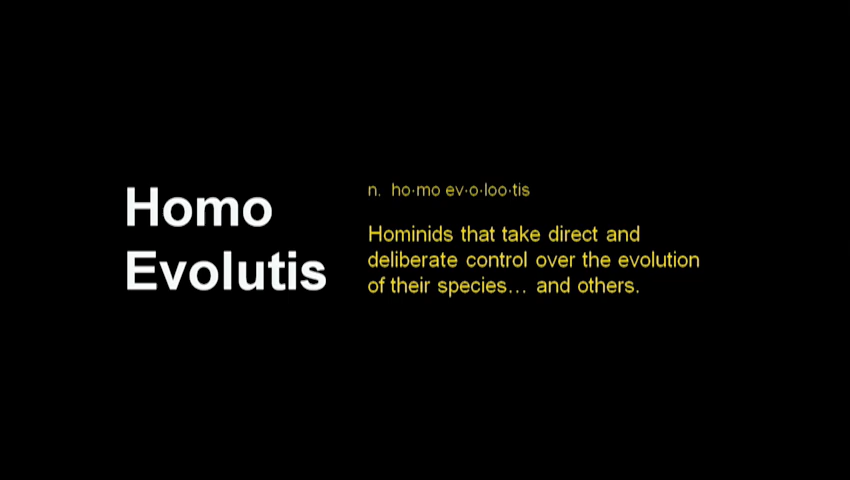 Homo
Evolutis
n. ho·mo ev·o·loo·tis
Hominids that take direct and
deliberate control over the evolution
of their species… and others.